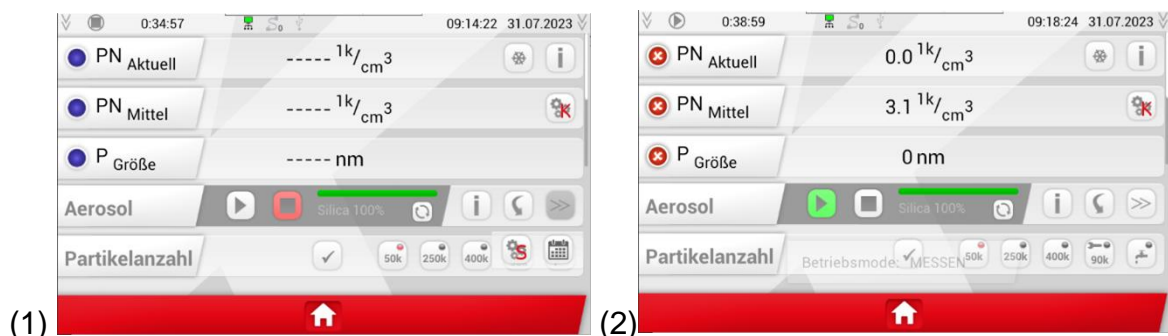 0:34:57 0 09:14:22 31.07.2023
PN Aktuell ----- 1k/cm3 i
PN Mittel ----- 1k/cm3 K
P Größe ----- nm
Aerosol Silica 100% i
Partikelanzahl 50k 250k 400k S
(1)
0:38:59 0 09:18:24 31.07.2023
PN Aktuell 0.0 1k/cm3 i
PN Mittel 3.1 1k/cm3 K
P Größe 0 nm
Aerosol Silica 100% i
Partikelanzahl 50k 250k 400k 90k
Betriebsmode: MESSEN
(2)